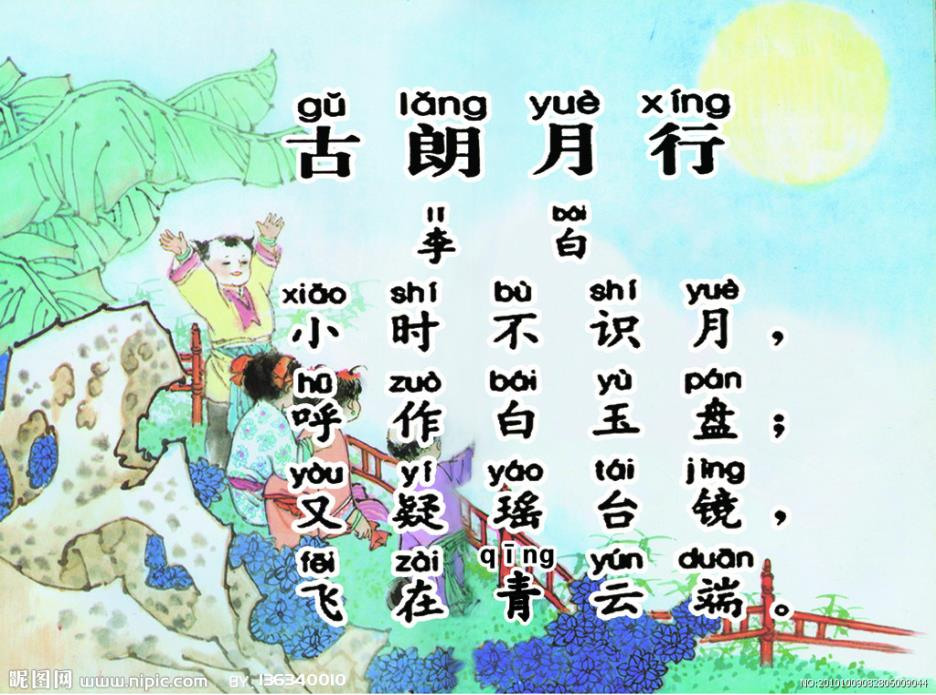 gǔ lǎng yuè xíng
古 朗 月 行
lǐ bái
李 白
xiǎo shí bù shí yuè
小 时 不 识 月 ，
hū zuò bái yù pán
呼 作 白 玉 盘 ；
yòu yí yáo tái jìng
又 疑 瑶 台 镜 ，
fēi zài qīng yún duān
飞 在 青 云 端 。
昵图网 www.nipic.com BY: 136340010
NO:20101009082806009044